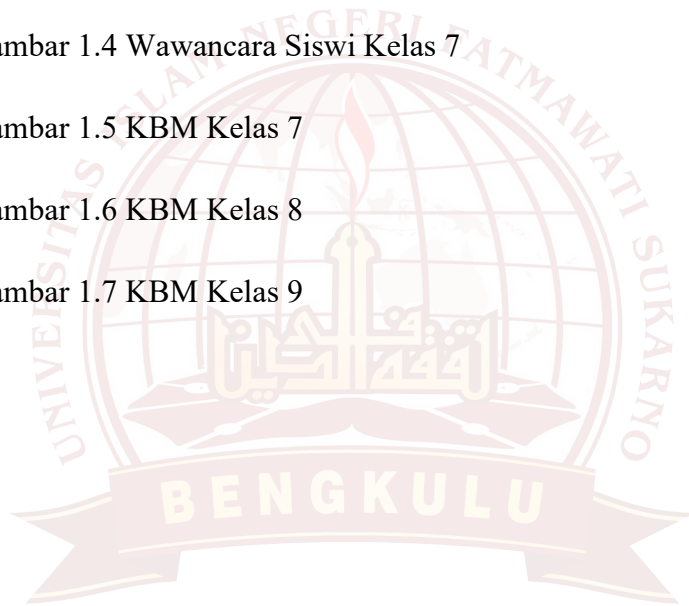 ambar 1.4 Wawancara Siswi Kelas 7
ambar 1.5 KBM Kelas 7
ambar 1.6 KBM Kelas 8
ambar 1.7 KBM Kelas 9
UNIVERSITAS ISLAM NEGERI FATMAWATI SUKARNO
BENGKULU